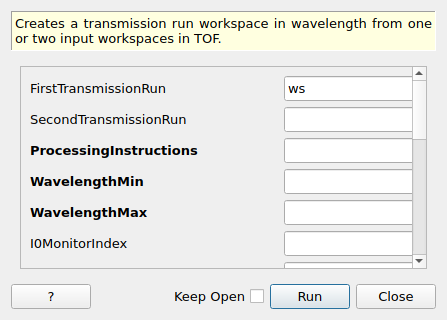 Creates a transmission run workspace in wavelength from one
or two input workspaces in TOF.
FirstTransmissionRun ws
SecondTransmissionRun
ProcessingInstructions
WavelengthMin
WavelengthMax
I0MonitorIndex
? Keep Open Run Close